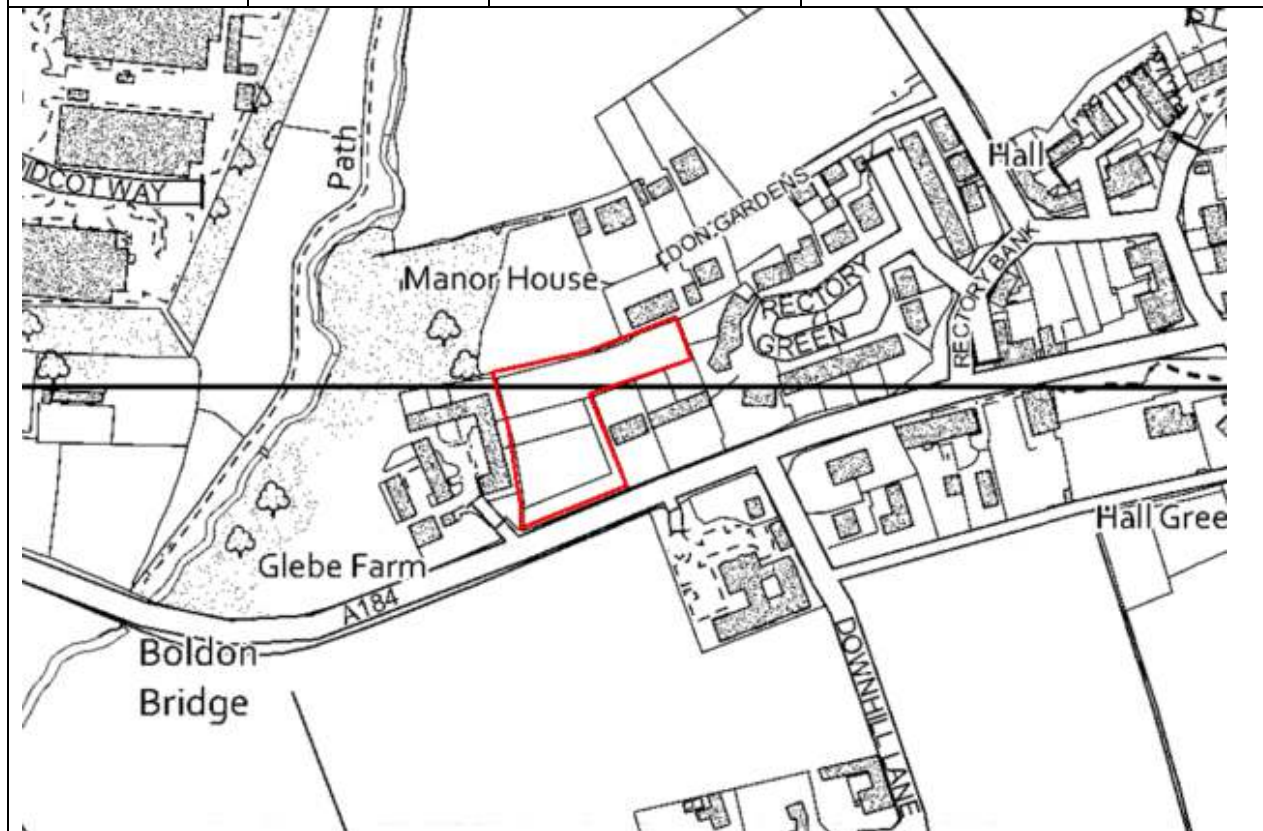 Path
IDCOT WAY
Hall
DON GARDENS
Manor House
RECTORY
GREEN
RECTORY BANK
Glebe Farm
A184
Hall Gree
Boldon
Bridge
DOWNHILL LANE